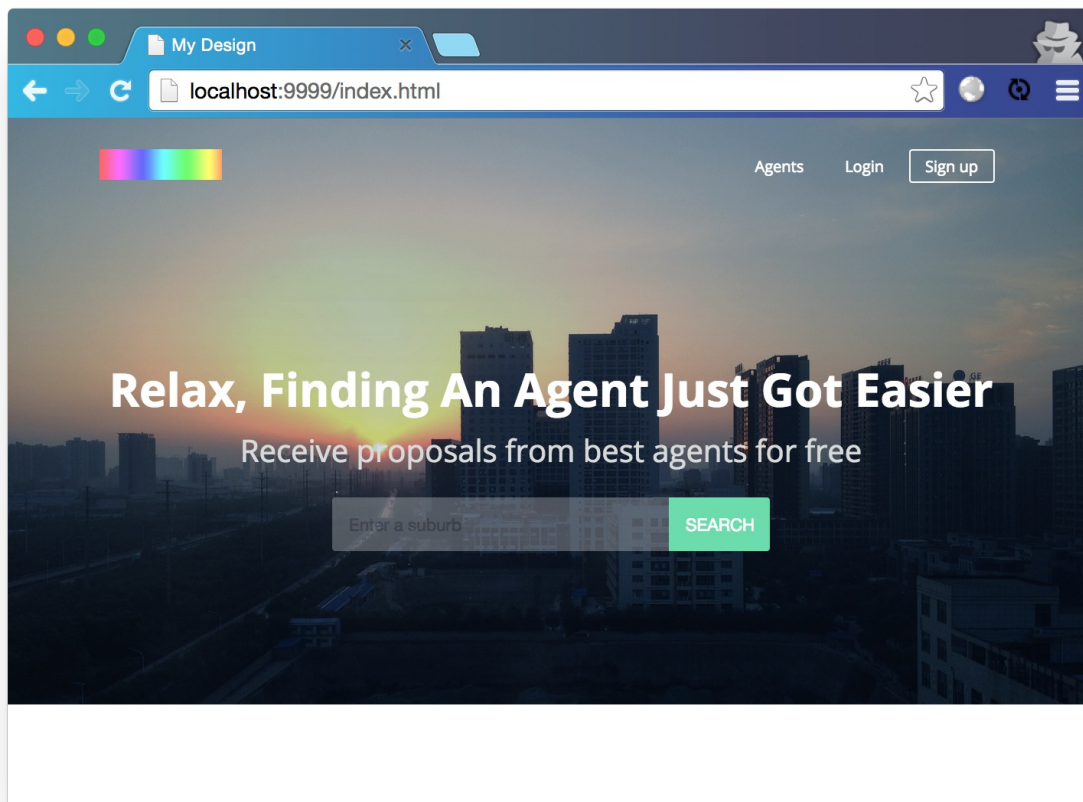 My Design
localhost:9999/index.html
Agents Login Sign up
Relax, Finding An Agent Just Got Easier
Receive proposals from best agents for free
Enter a suburb SEARCH
GE